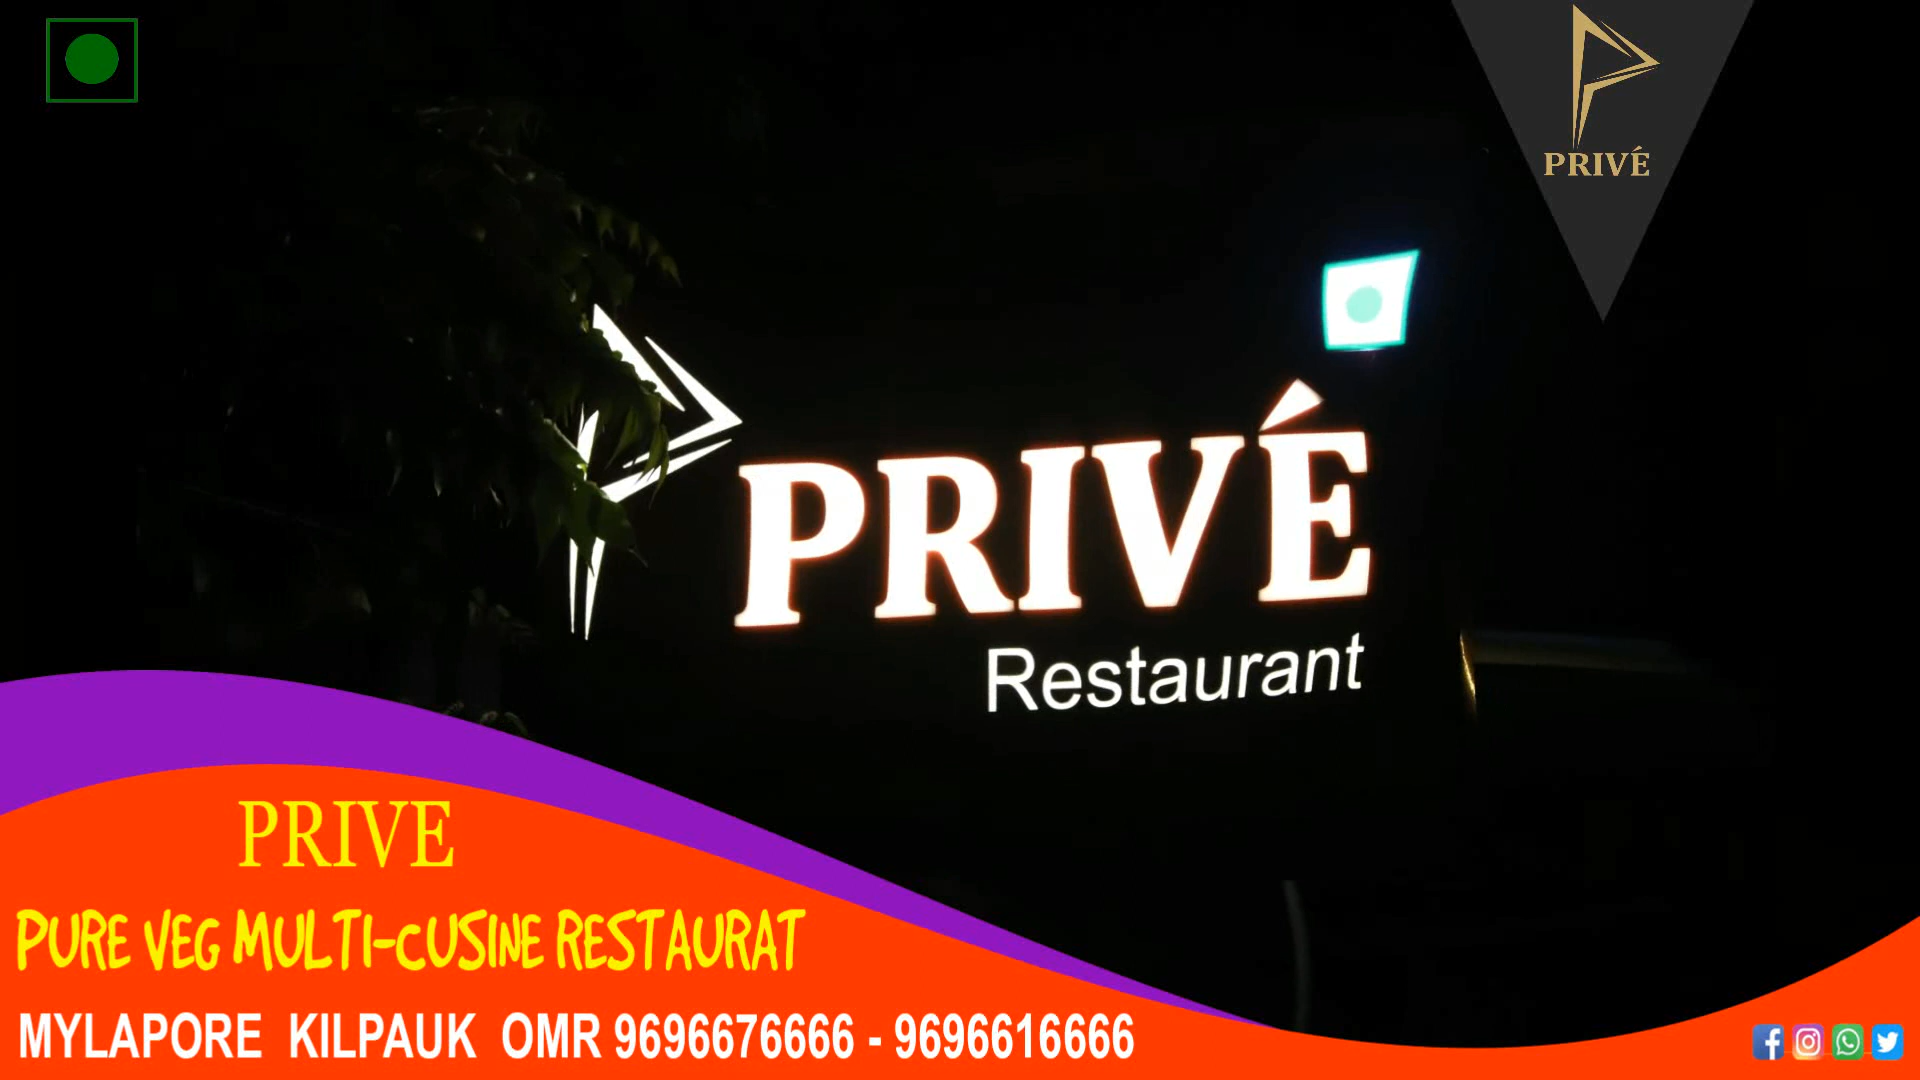 PRIVÉ
PRIVÉ
Restaurant
PRIVE
PURE VEG MULTI-CUSINE RESTAURAT
MYLAPORE KILPAUK OMR 9696676666 - 9696616666